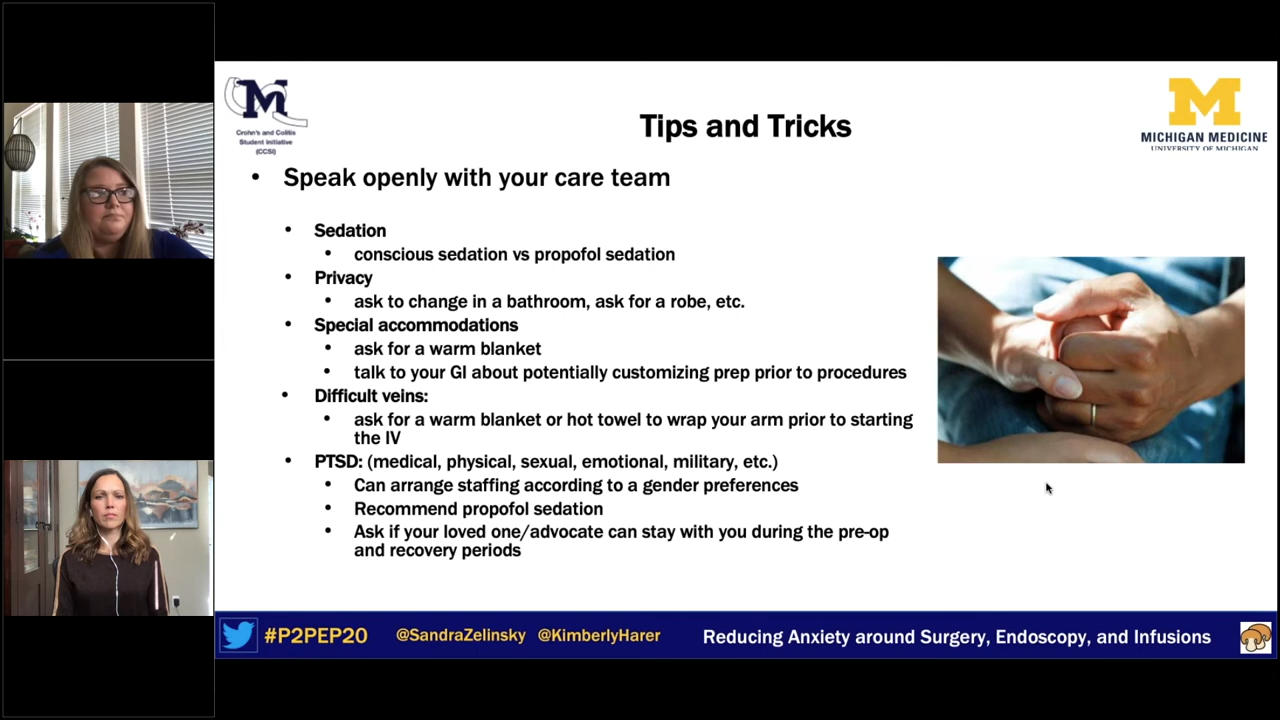 M
Crohn's and Colitis
Student Initiative
(CCSI)
Tips and Tricks
M
MICHIGAN MEDICINE
UNIVERSITY OF MICHIGAN
• Speak openly with your care team
• Sedation
• conscious sedation vs propofol sedation
• Privacy
• ask to change in a bathroom, ask for a robe, etc.
• Special accommodations
• ask for a warm blanket
• talk to your GI about potentially customizing prep prior to procedures
• Difficult veins:
• ask for a warm blanket or hot towel to wrap your arm prior to starting
the IV
• PTSD: (medical, physical, sexual, emotional, military, etc.)
• Can arrange staffing according to a gender preferences
• Recommend propofol sedation
• Ask if your loved one/advocate can stay with you during the pre-op
and recovery periods
#P2PEP20 @SandraZelinsky @KimberlyHarer Reducing Anxiety around Surgery, Endoscopy, and Infusions